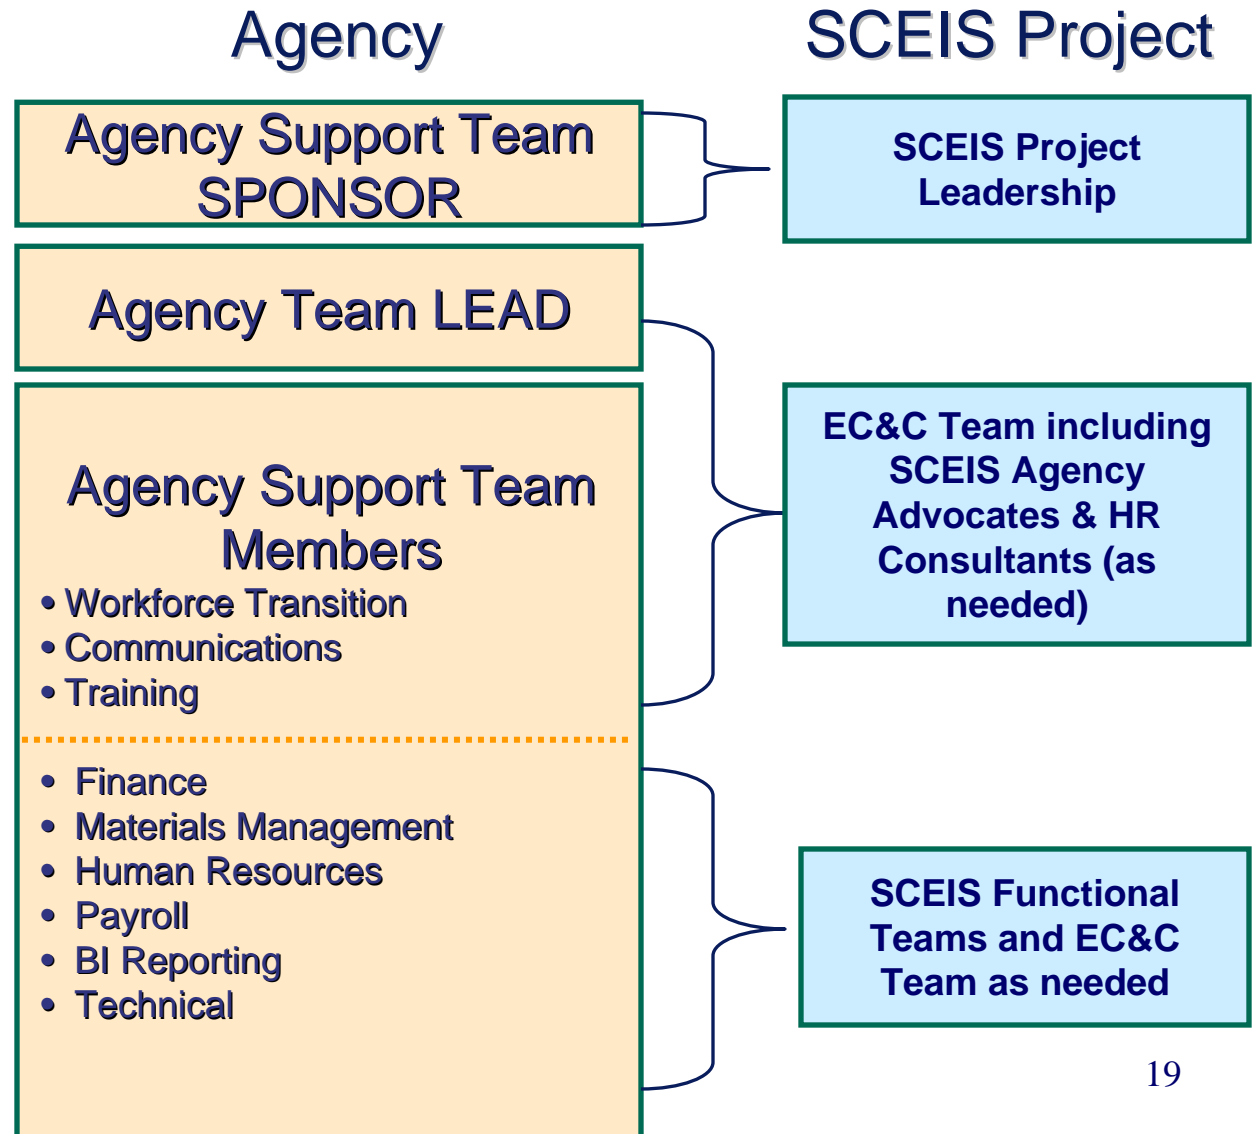 Agency
SCEIS Project
Agency Support Team
SPONSOR
SCEIS Project
Leadership
Agency Team LEAD
Agency Support Team
Members
• Workforce Transition
• Communications
• Training
EC&C Team including
SCEIS Agency
Advocates & HR
Consultants (as
needed)
• Finance
• Materials Management
• Human Resources
• Payroll
• BI Reporting
• Technical
SCEIS Functional
Teams and EC&C
Team as needed
19